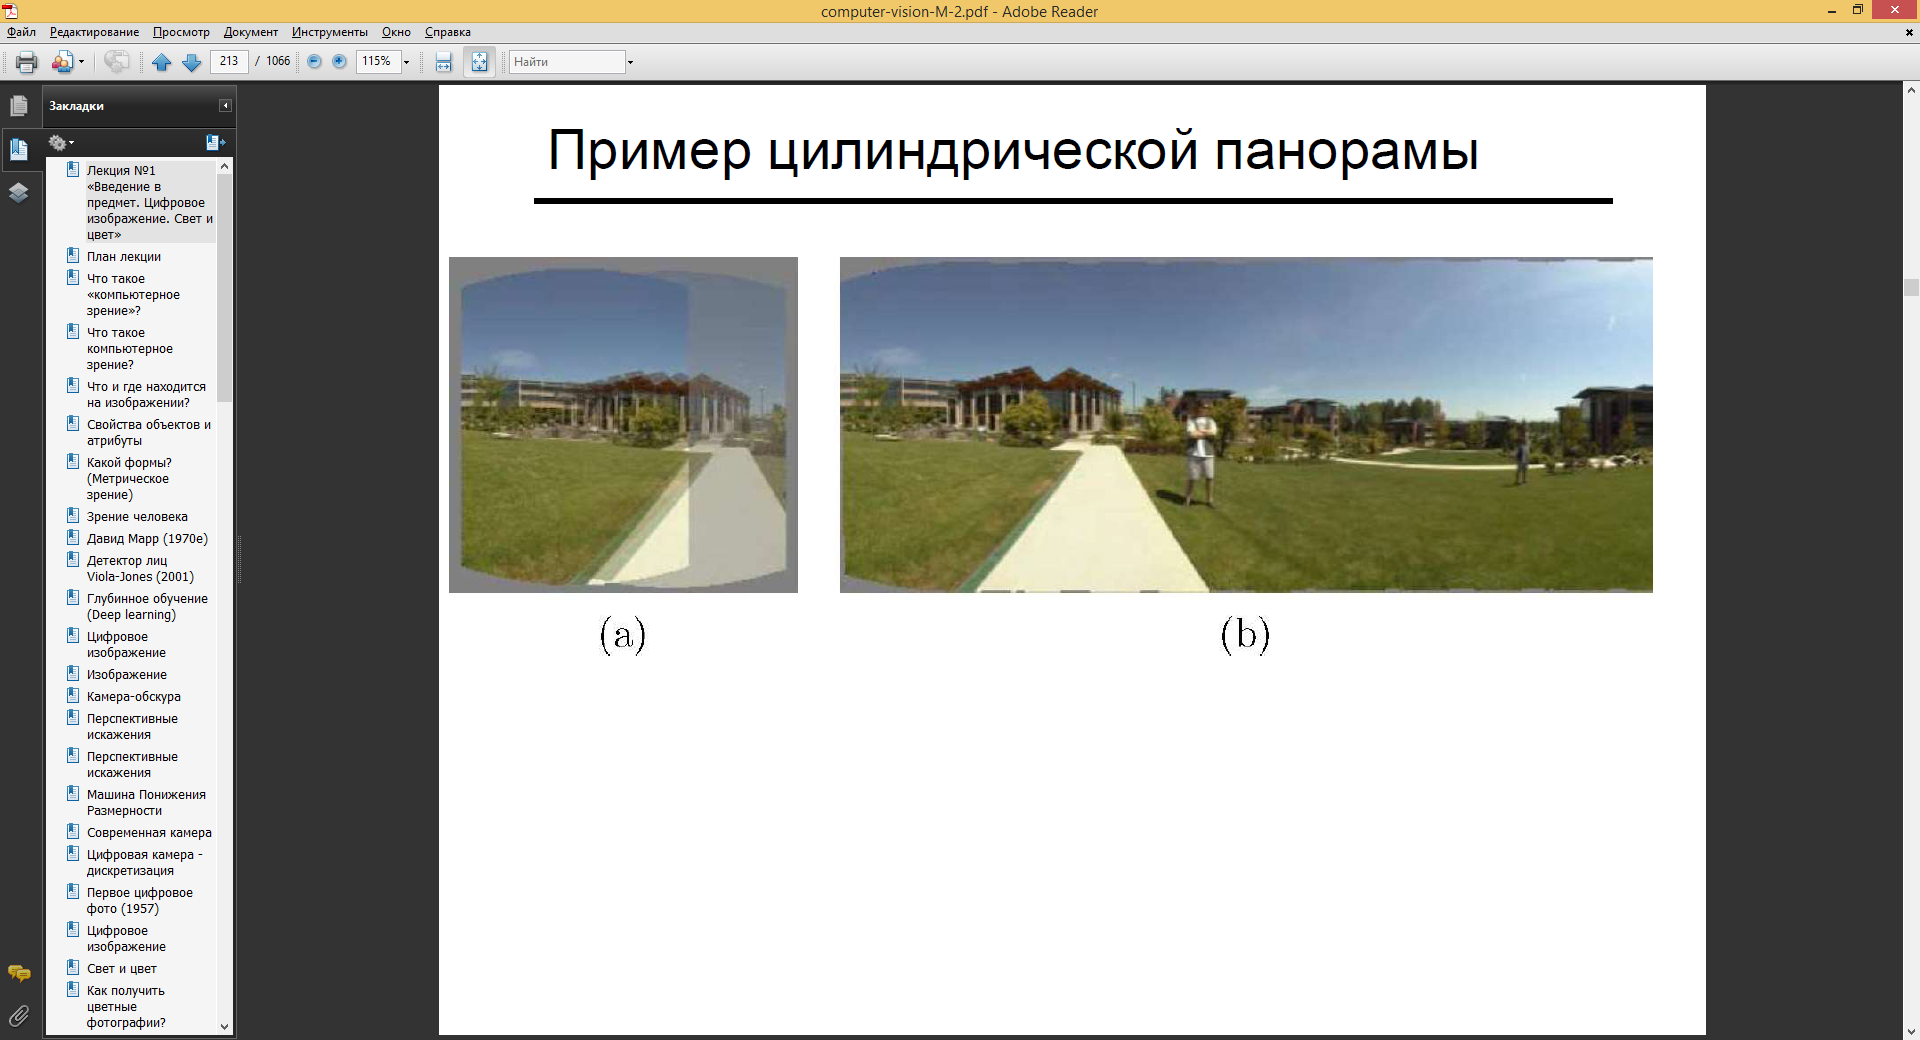 computer-vision-M-2.pdf - Adobe Reader
Файл Редактирование Просмотр Документ Инструменты Окно Справка
213 / 1066 115% Найти
Закладки
Лекция №1
«Введение в
предмет. Цифровое
изображение. Свет и
цвет»
План лекции
Что такое
«компьютерное
зрение»?
Что такое
компьютерное
зрение?
Что и где находится
на изображении?
Свойства объектов и
атрибуты
Какой формы?
(Метрическое
зрение)
Зрение человека
Давид Марр (1970е)
Детектор лиц
Viola-Jones (2001)
Глубинное обучение
(Deep learning)
Цифровое
изображение
Изображение
Камера-обскура
Перспективные
искажения
Перспективные
искажения
Машина Понижения
Размерности
Современная камера
Цифровая камера -
дискретизация
Первое цифровое
фото (1957)
Цифровое
изображение
Свет и цвет
Как получить
цветные
фотографии?
Пример цилиндрической панорамы
(a) (b)